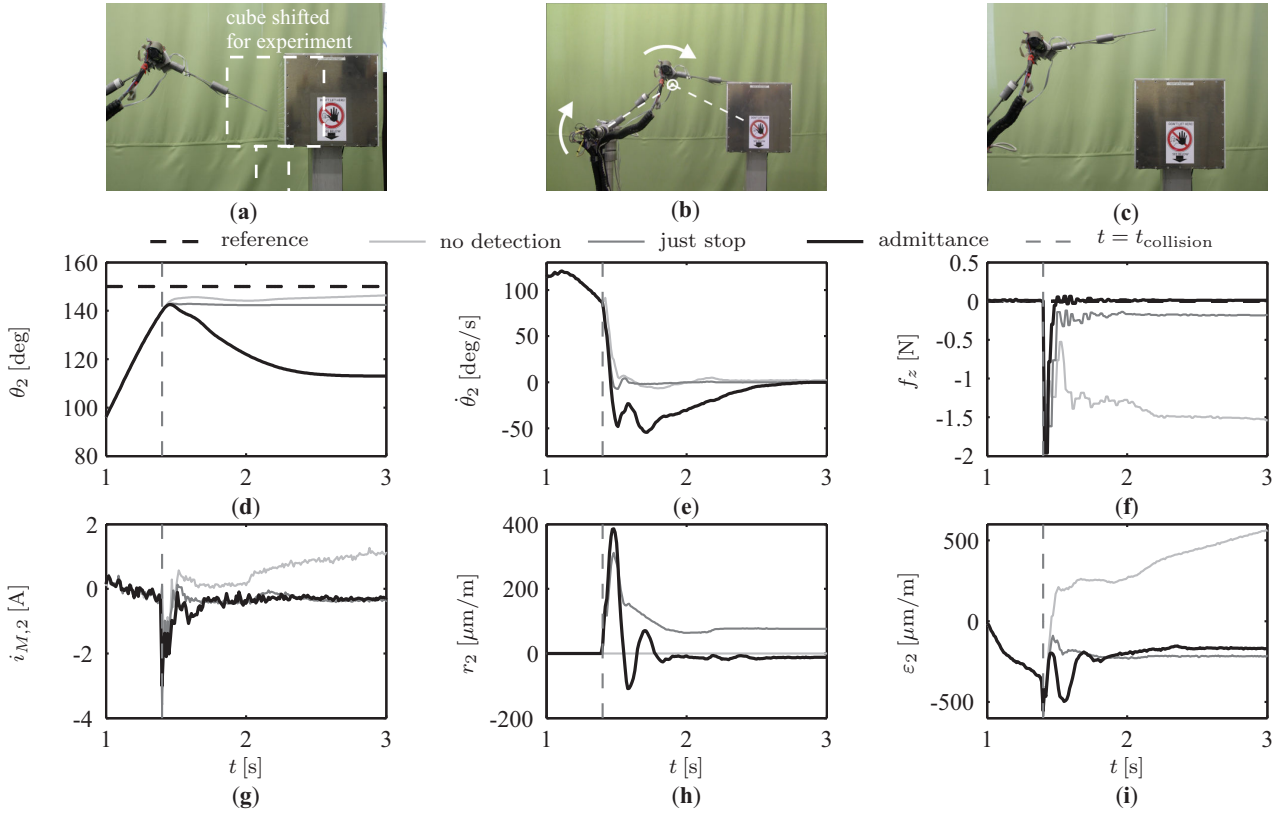 cube shifted
for experiment
(a)
(b)
(c)
reference
no detection
just stop
admittance
t = t_collision
160
140
120
100
80
θ₂ [deg]
1
2
3
(d)
100
50
0
-50
θ̇₂ [deg/s]
1
2
3
(e)
0.5
0
-0.5
-1
-1.5
-2
f_z [N]
1
2
3
(f)
2
0
-2
-4
i_{M,2} [A]
1
2
3
t [s]
(g)
400
200
0
-200
r₂ [μm/m]
1
2
3
t [s]
(h)
500
0
-500
ε₂ [μm/m]
1
2
3
t [s]
(i)